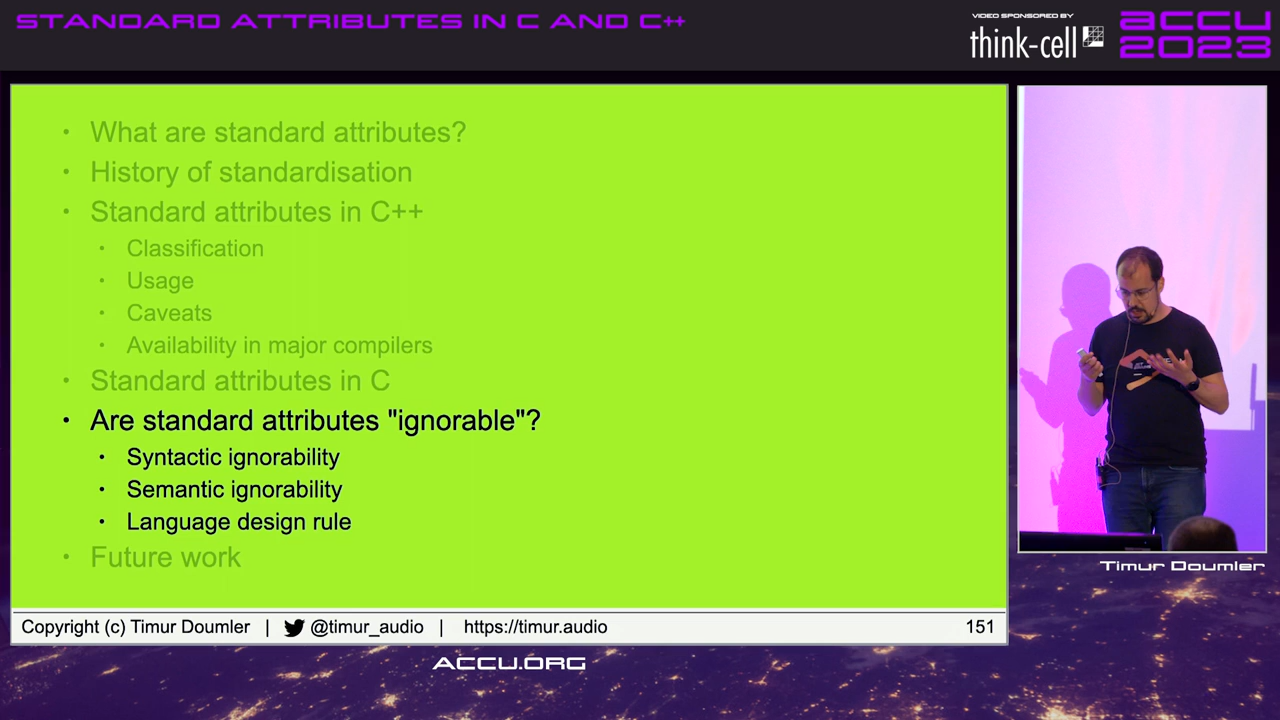 STANDARD ATTRIBUTES IN C AND C++
VIDEO SPONSORED BY
think-cell
ACCU
2023
• What are standard attributes?
• History of standardisation
• Standard attributes in C++
• Classification
• Usage
• Caveats
• Availability in major compilers
• Standard attributes in C
• Are standard attributes "ignorable"?
• Syntactic ignorability
• Semantic ignorability
• Language design rule
• Future work
Copyright (c) Timur Doumler | @timur_audio | https://timur.audio 151
Timur Doumler
ACCU.ORG